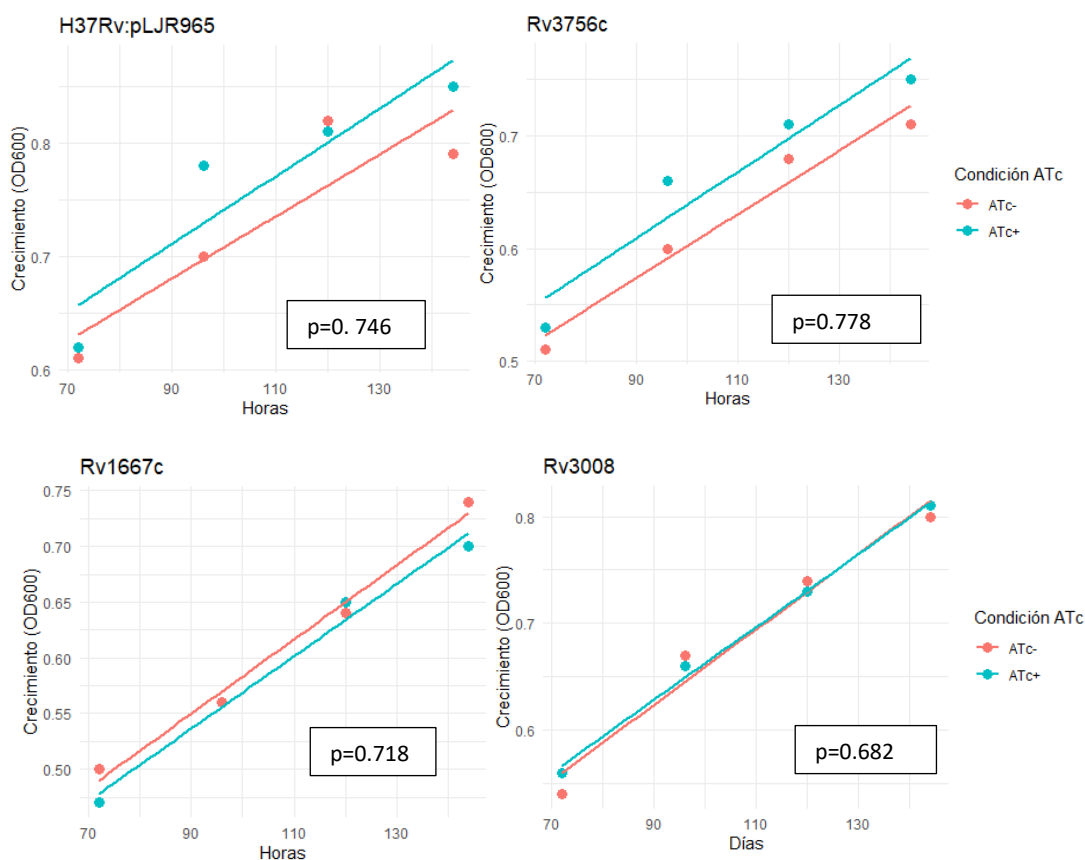 H37Rv:pLJR965
Crecimiento (OD600)
0.8
0.7
0.6
70 90 110 130
Horas
p=0. 746
Rv3756c
Crecimiento (OD600)
0.7
0.6
0.5
70 90 110 130
Horas
p=0.778
Condición ATc
ATc-
ATc+
Rv1667c
Crecimiento (OD600)
0.75
0.70
0.65
0.60
0.55
0.50
70 90 110 130
Horas
p=0.718
Rv3008
Crecimiento (OD600)
0.8
0.7
0.6
70 90 110 130
Días
p=0.682
Condición ATc
ATc-
ATc+